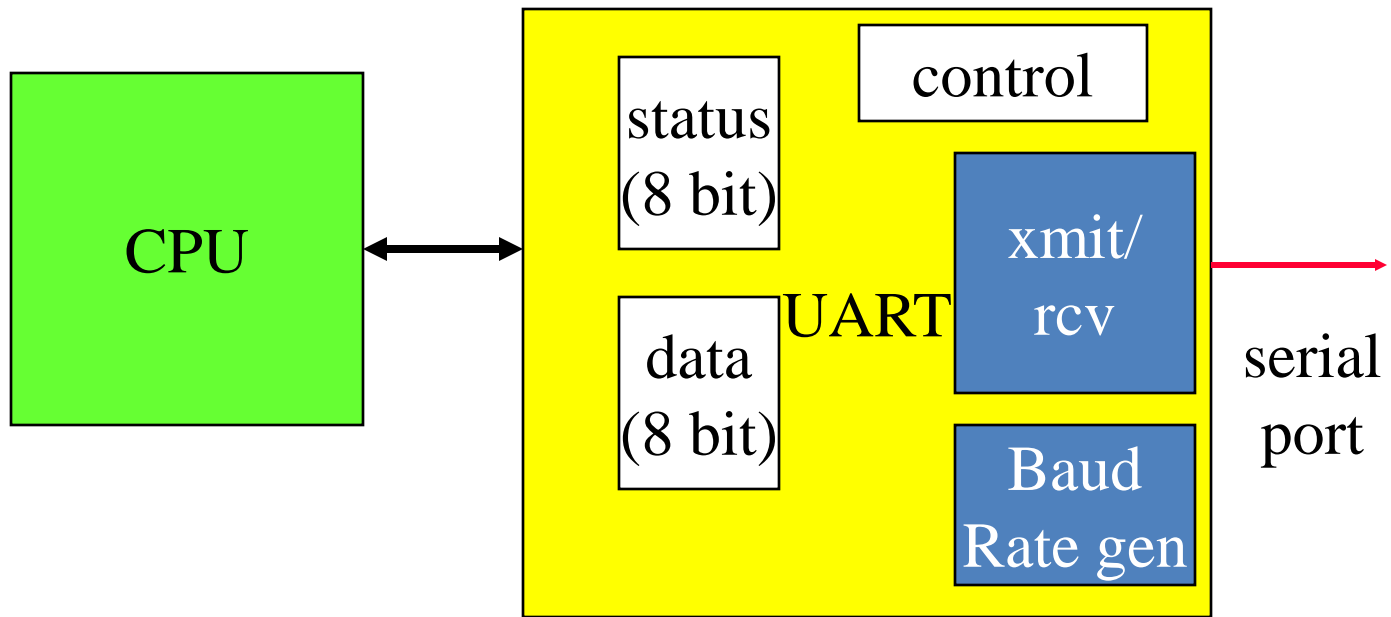 CPU
status
(8 bit)
data
(8 bit)
UART
control
xmit/
rcv
Baud
Rate gen
serial
port